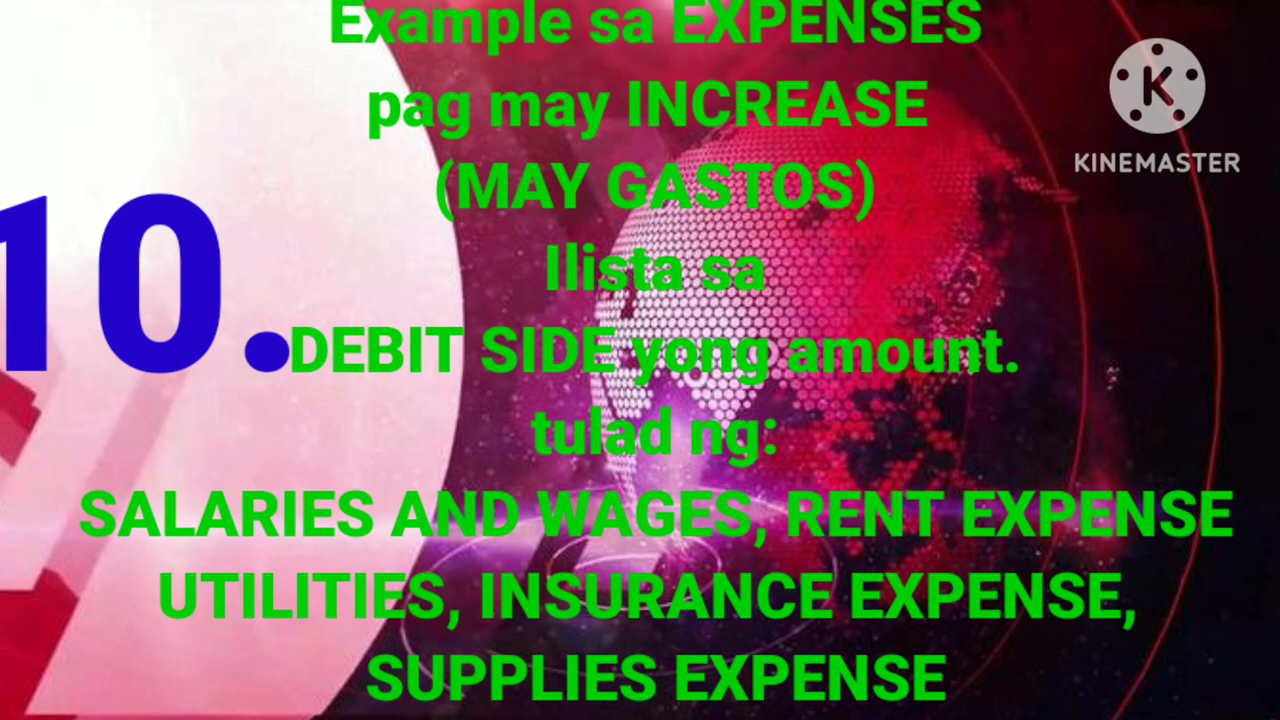 Example sa EXPENSES
pag may INCREASE
(MAY GASTOS)
Ilista sa
10.
DEBIT SIDE yong amount.
tulad ng:
SALARIES AND WAGES, RENT EXPENSE
UTILITIES, INSURANCE EXPENSE,
SUPPLIES EXPENSE
K
KINEMASTER